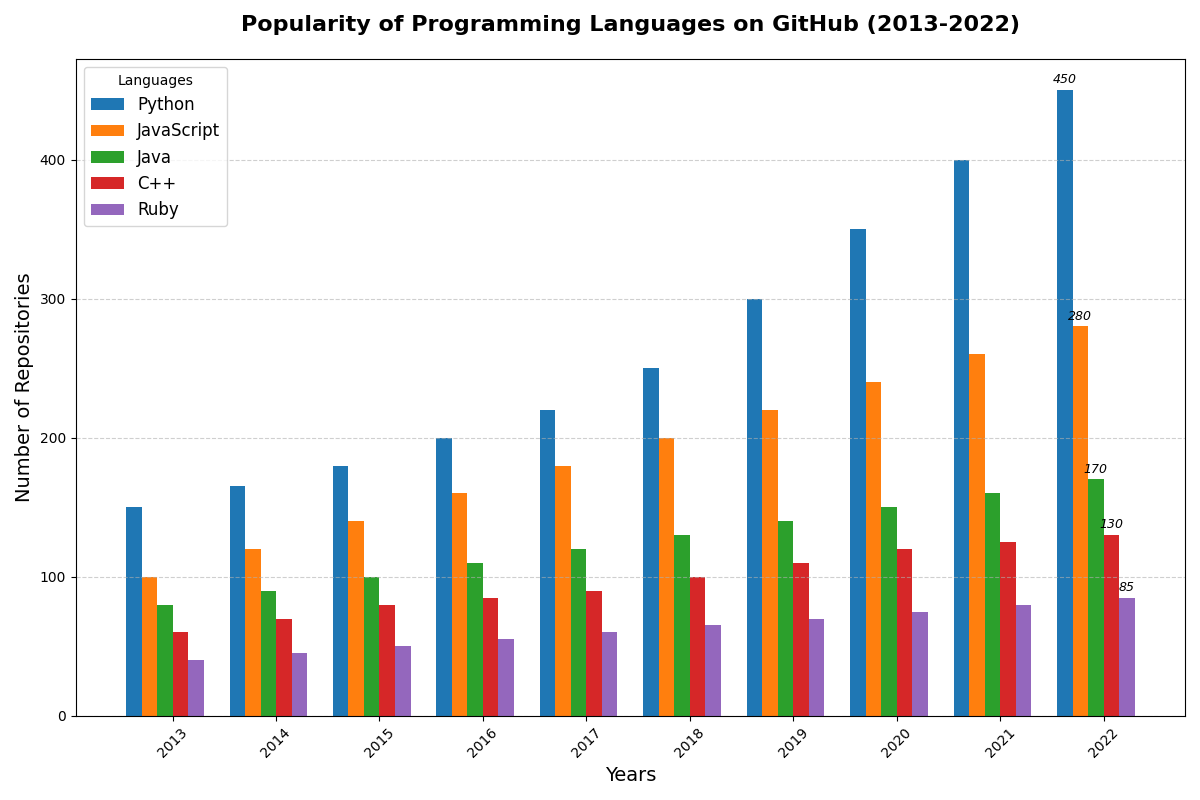 Popularity of Programming Languages on GitHub (2013-2022)
Languages
Python
JavaScript
Java
C++
Ruby
450
280
170
130
85
400
300
200
100
0
Number of Repositories
2013
2014
2015
2016
2017
2018
2019
2020
2021
2022
Years